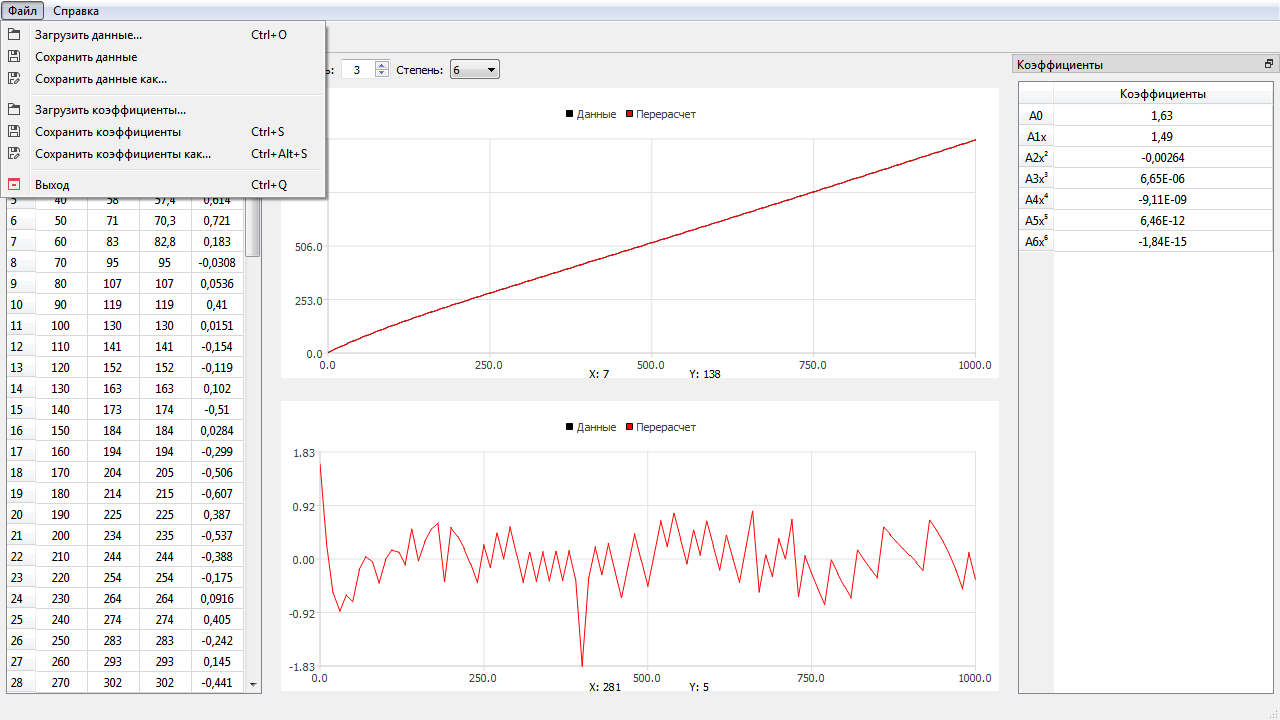 Файл Справка
Загрузить данные... Ctrl+O
Сохранить данные
Сохранить данные как...
Загрузить коэффициенты...
Сохранить коэффициенты Ctrl+S
Сохранить коэффициенты как... Ctrl+Alt+S
Выход Ctrl+Q
ь: 3 Степень: 6
5 40 58 57,4 0,614
6 50 71 70,3 0,721
7 60 83 82,8 0,183
8 70 95 95 -0,0308
9 80 107 107 0,0536
10 90 119 119 0,41
11 100 130 130 0,0151
12 110 141 141 -0,154
13 120 152 152 -0,119
14 130 163 163 0,102
15 140 173 174 -0,51
16 150 184 184 0,0284
17 160 194 194 -0,299
18 170 204 205 -0,506
19 180 214 215 -0,607
20 190 225 225 0,387
21 200 234 235 -0,537
22 210 244 244 -0,388
23 220 254 254 -0,175
24 230 264 264 0,0916
25 240 274 274 0,405
26 250 283 283 -0,242
27 260 293 293 0,145
28 270 302 302 -0,441
Данные Перерасчет
506.0
253.0
0.0
0.0 250.0 500.0 750.0 1000.0
X: 7 Y: 138
Данные Перерасчет
1.83
0.92
0.00
-0.92
-1.83
0.0 250.0 500.0 750.0 1000.0
X: 281 Y: 5
Коэффициенты
Коэффициенты
A0 1,63
A1x 1,49
A2x² -0,00264
A3x³ 6,65E-06
A4x⁴ -9,11E-09
A5x⁵ 6,46E-12
A6x⁶ -1,84E-15